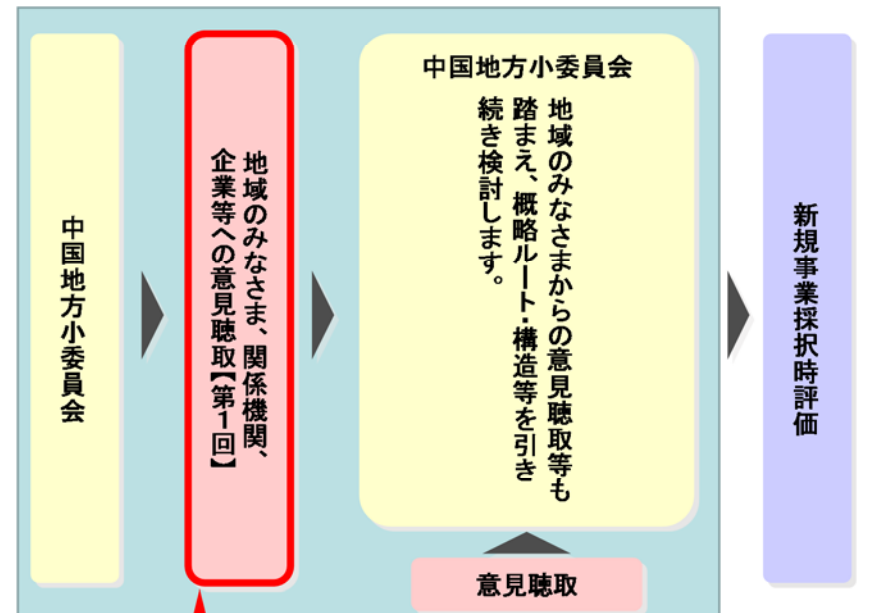 中国地方小委員会
地域のみなさま、関係機関、
企業等への意見聴取【第1回】
中国地方小委員会
地域のみなさまからの意見聴取等も
踏まえ、概略ルート・構造等を引き
続き検討します。
意見聴取
新規事業採択時評価